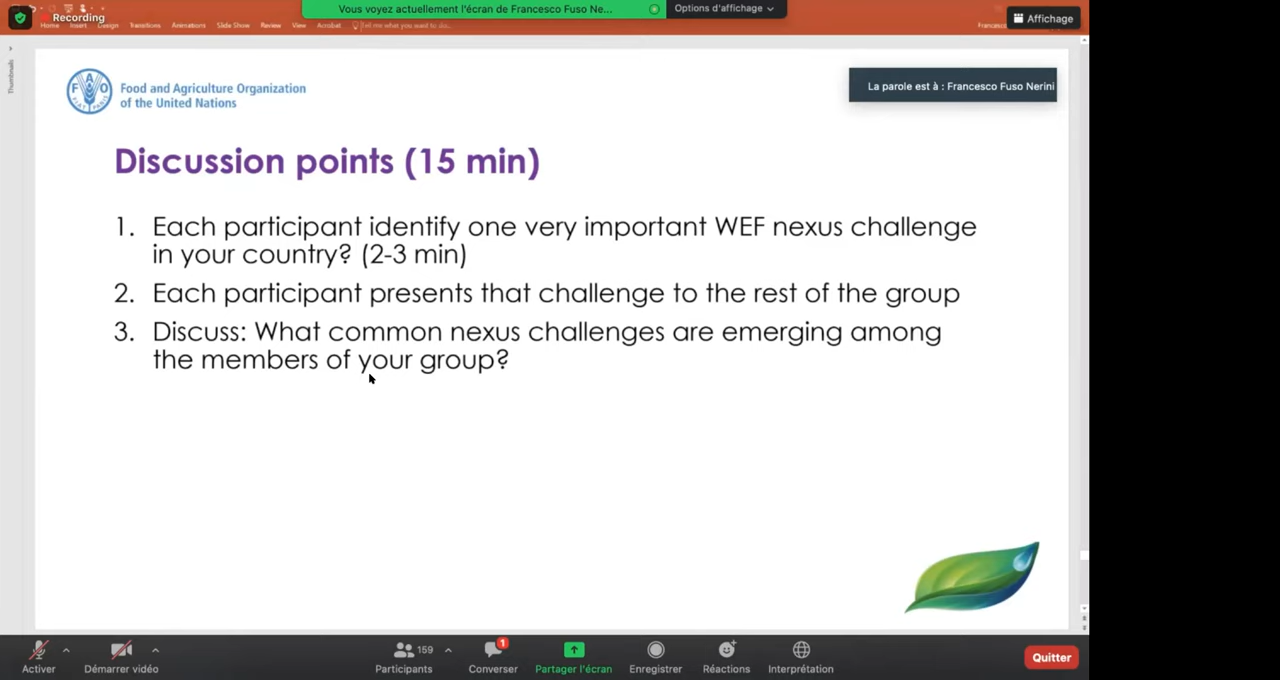 Recording
Vous voyez actuellement l'écran de Francesco Fuso Ne...
Options d'affichage
Affichage
Home Insert Design Transitions Animations Slide Show Review View Acrobat Tell me what you want to do...
Francesco
Thumbnails
FAO
FIAT PANIS
Food and Agriculture Organization
of the United Nations
La parole est à : Francesco Fuso Nerini
Discussion points (15 min)
1. Each participant identify one very important WEF nexus challenge
in your country? (2-3 min)
2. Each participant presents that challenge to the rest of the group
3. Discuss: What common nexus challenges are emerging among
the members of your group?
Activer
Démarrer vidéo
159
Participants
1
Converser
Partager l'écran
Enregistrer
Réactions
Interprétation
Quitter